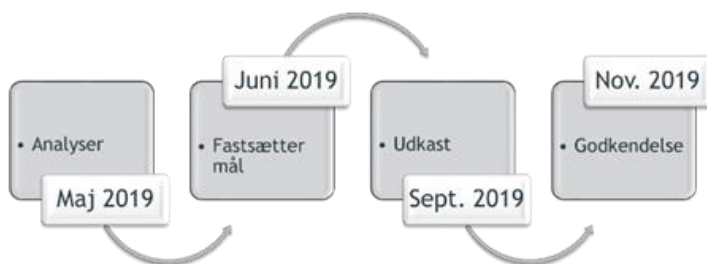 • Analyser
Maj 2019
Juni 2019
• Fastsætter
mål
• Udkast
Sept. 2019
Nov. 2019
• Godkendelse